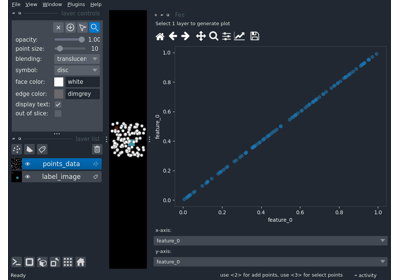 File View Window Plugins Help
layer controls
opacity: 1.00
point size: 10
blending: translucen
symbol: disc
face color: white
edge color: dimgrey
display text:
out of slice:
layer list
points_data
label_image
Ready
Select 1 layer to generate plot
1.0
0.8
0.6
0.4
0.2
0.0
feature_0
0.0 0.2 0.4 0.6 0.8 1.0
feature_0
x-axis:
feature_0
y-axis:
feature_0
use <2> for add points, use <3> for select points
activity